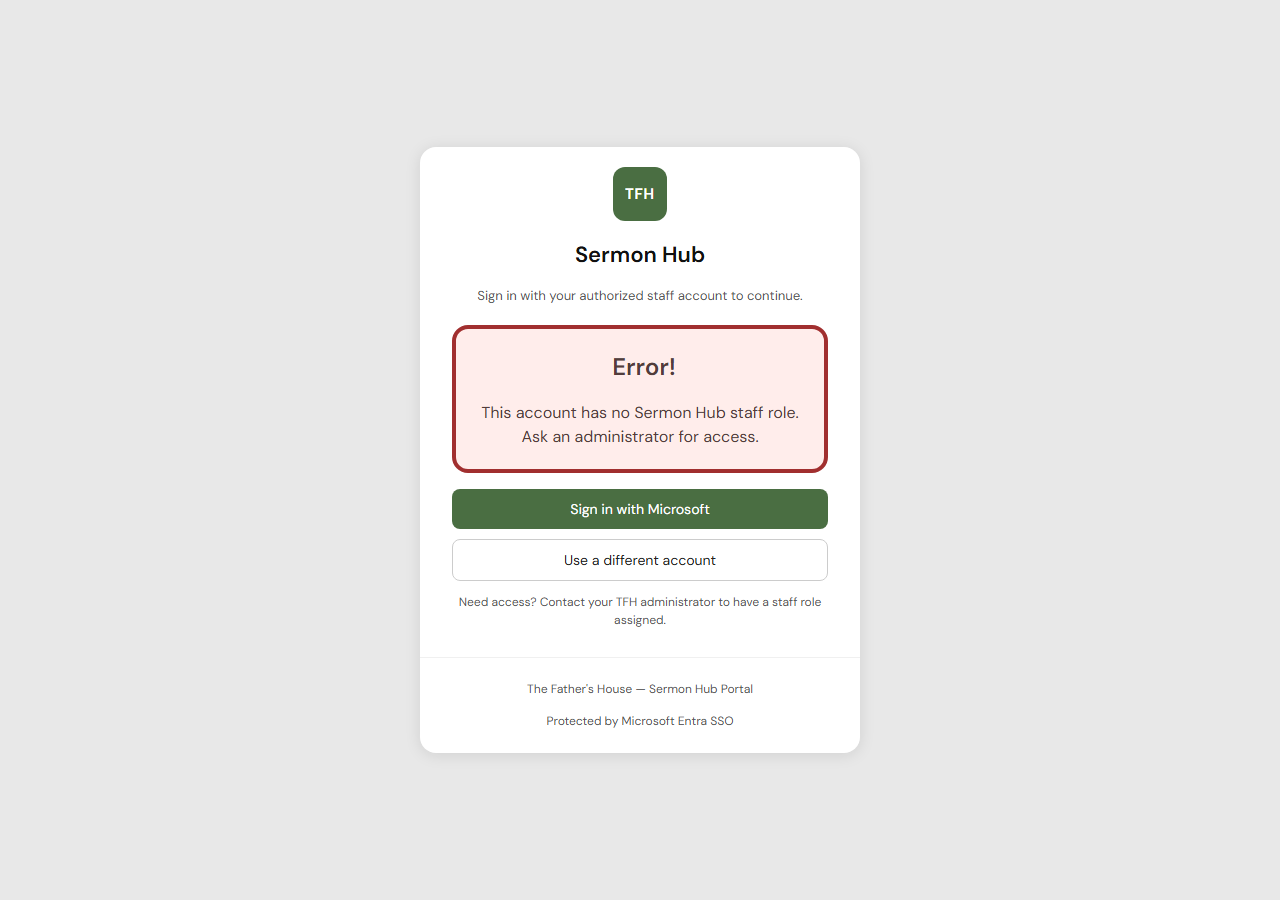 TFH
Sermon Hub
Sign in with your authorized staff account to continue.
Error!
This account has no Sermon Hub staff role.
Ask an administrator for access.
Sign in with Microsoft
Use a different account
Need access? Contact your TFH administrator to have a staff role
assigned.
The Father's House — Sermon Hub Portal
Protected by Microsoft Entra SSO